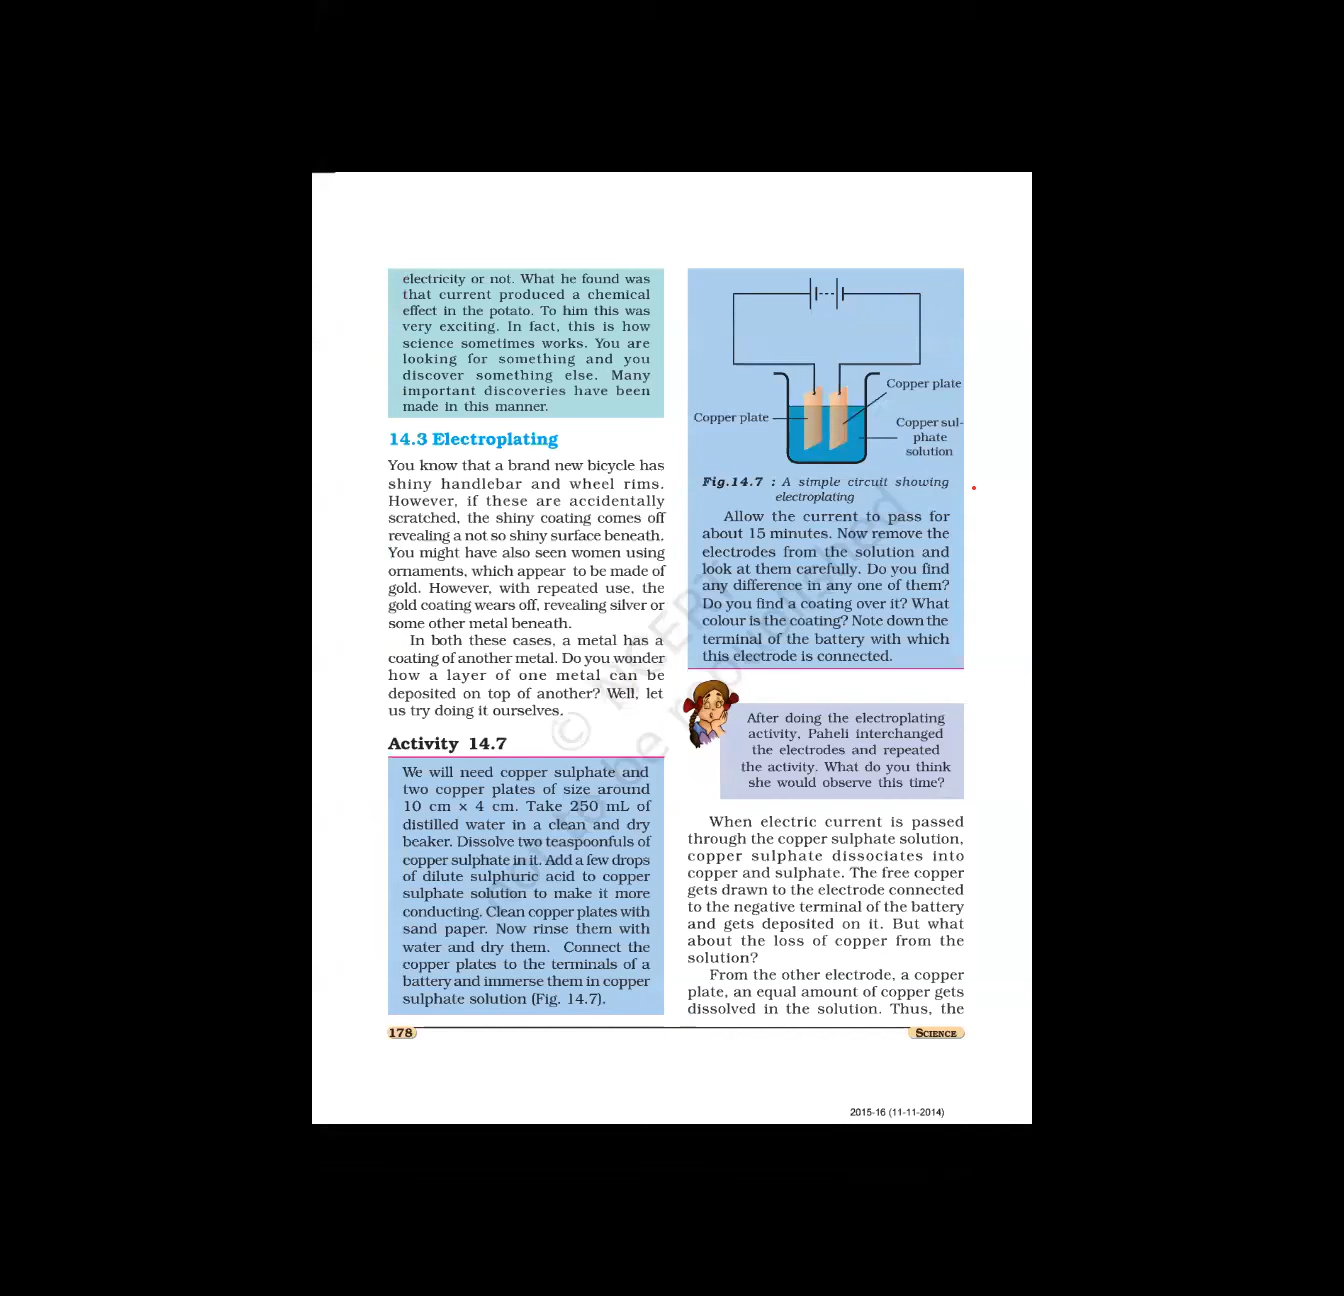 electricity or not. What he found was
that current produced a chemical
effect in the potato. To him this was
very exciting. In fact, this is how
science sometimes works. You are
looking for something and you
discover something else. Many
important discoveries have been
made in this manner.
14.3 Electroplating
You know that a brand new bicycle has
shiny handlebar and wheel rims.
However, if these are accidentally
scratched, the shiny coating comes off
revealing a not so shiny surface beneath.
You might have also seen women using
ornaments, which appear to be made of
gold. However, with repeated use, the
gold coating wears off, revealing silver or
some other metal beneath.
In both these cases, a metal has a
coating of another metal. Do you wonder
how a layer of one metal can be
deposited on top of another? Well, let
us try doing it ourselves.
Activity 14.7
We will need copper sulphate and
two copper plates of size around
10 cm × 4 cm. Take 250 mL of
distilled water in a clean and dry
beaker. Dissolve two teaspoonfuls of
copper sulphate in it. Add a few drops
of dilute sulphuric acid to copper
sulphate solution to make it more
conducting. Clean copper plates with
sand paper. Now rinse them with
water and dry them. Connect the
copper plates to the terminals of a
battery and immerse them in copper
sulphate solution (Fig. 14.7).
Copper plate
Copper plate
Copper sul-
phate
solution
Fig.14.7 : A simple circuit showing
electroplating
Allow the current to pass for
about 15 minutes. Now remove the
electrodes from the solution and
look at them carefully. Do you find
any difference in any one of them?
Do you find a coating over it? What
colour is the coating? Note down the
terminal of the battery with which
this electrode is connected.
After doing the electroplating
activity, Paheli interchanged
the electrodes and repeated
the activity. What do you think
she would observe this time?
When electric current is passed
through the copper sulphate solution,
copper sulphate dissociates into
copper and sulphate. The free copper
gets drawn to the electrode connected
to the negative terminal of the battery
and gets deposited on it. But what
about the loss of copper from the
solution?
From the other electrode, a copper
plate, an equal amount of copper gets
dissolved in the solution. Thus, the
© NCERT
not to be republished
178
SCIENCE
2015-16 (11-11-2014)